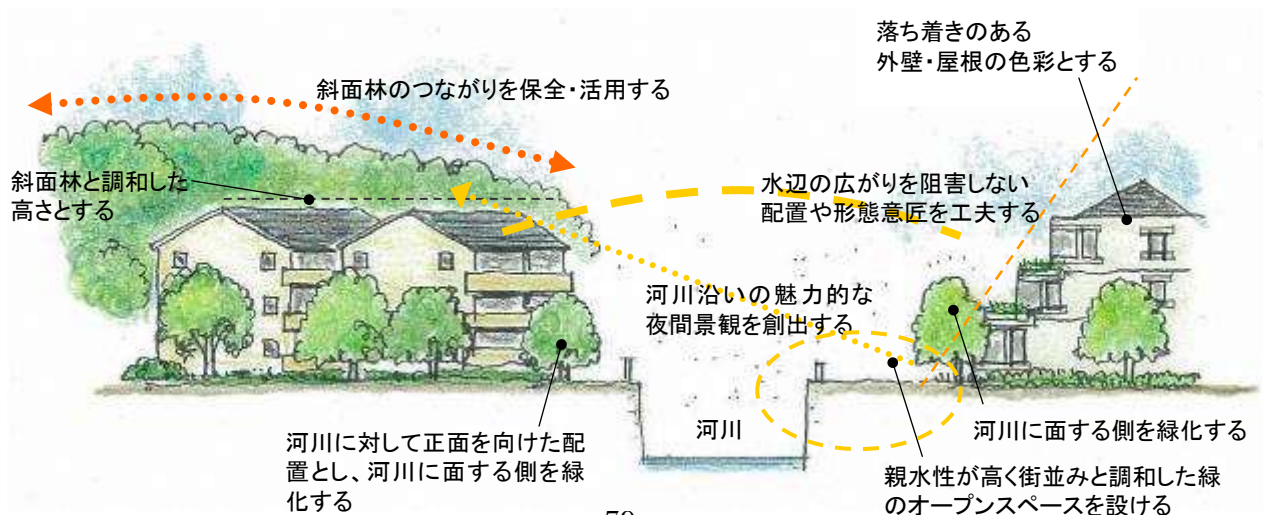 落ち着きのある
外壁・屋根の色彩とする
斜面林のつながりを保全・活用する
斜面林と調和した
高さとする
水辺の広がりを阻害しない
配置や形態意匠を工夫する
河川沿いの魅力的な
夜間景観を創出する
河川
河川に対して正面を向けた配
置とし、河川に面する側を緑
化する
河川に面する側を緑化する
親水性が高く街並みと調和した緑
のオープンスペースを設ける